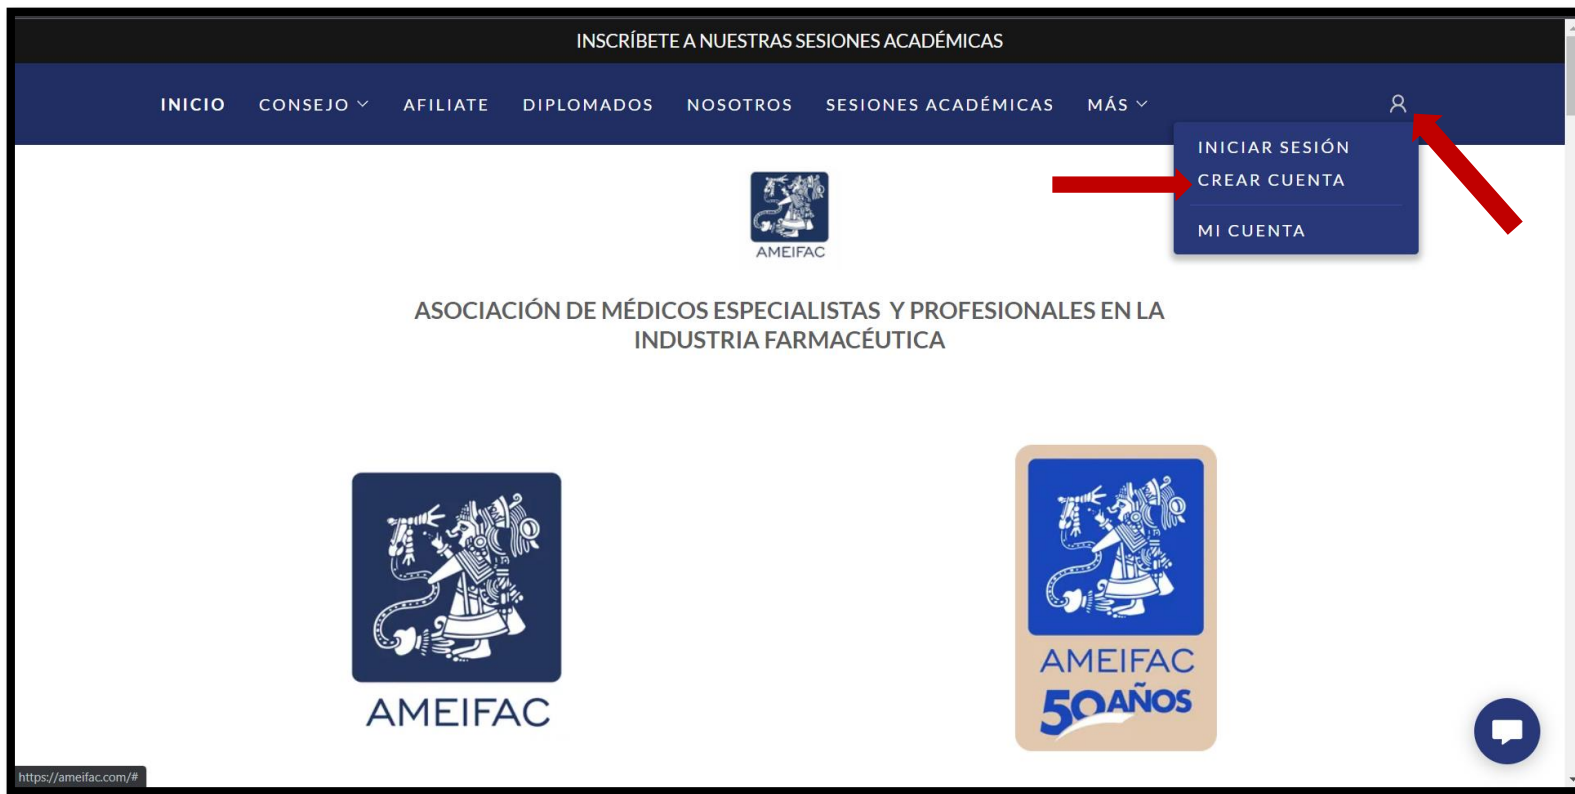 INSCRÍBETE A NUESTRAS SESIONES ACADÉMICAS
INICIO CONSEJO AFILIATE DIPLOMADOS NOSOTROS SESIONES ACADÉMICAS MÁS
INICIAR SESIÓN
CREAR CUENTA
MI CUENTA
AMEIFAC
ASOCIACIÓN DE MÉDICOS ESPECIALISTAS Y PROFESIONALES EN LA
INDUSTRIA FARMACÉUTICA
AMEIFAC
AMEIFAC
50 AÑOS
https://ameifac.com/#